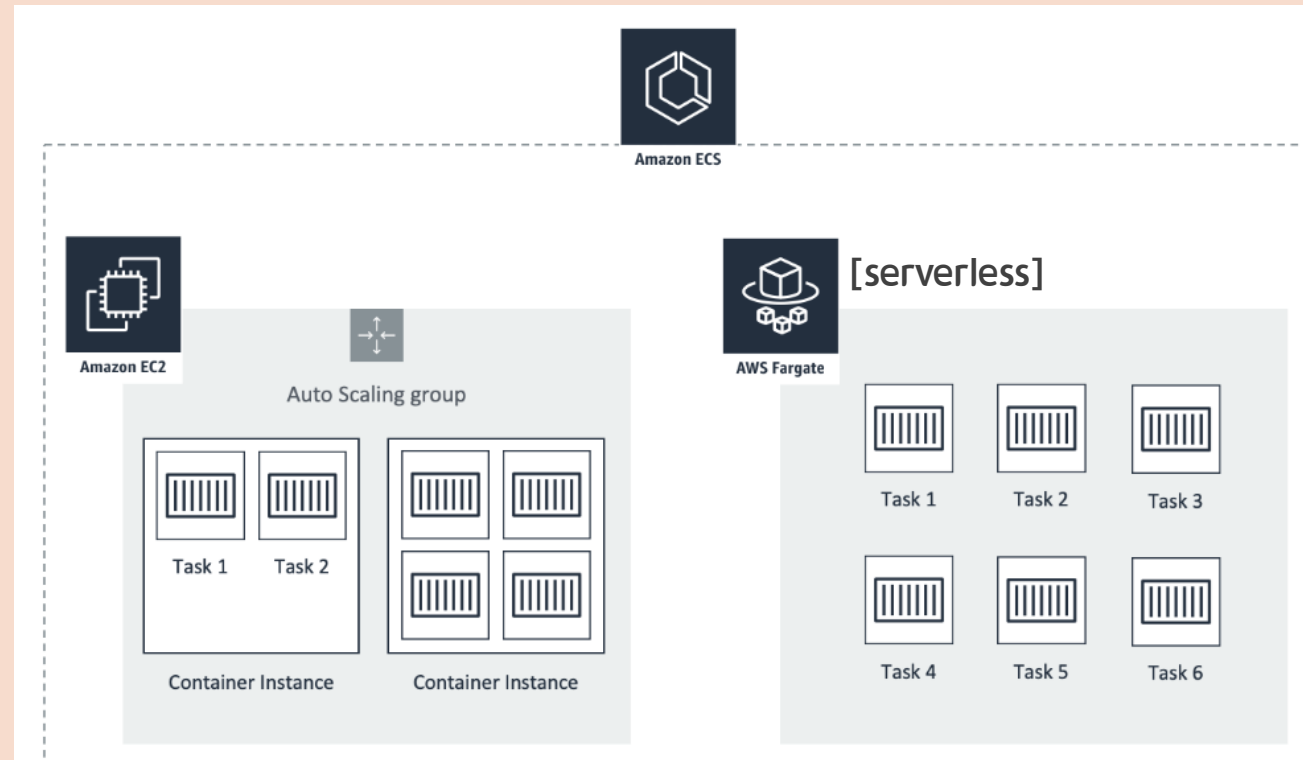 Amazon ECS
[serverless]
Amazon EC2
AWS Fargate
Auto Scaling group
Task 1
Task 2
Container Instance
Container Instance
Task 1
Task 2
Task 3
Task 4
Task 5
Task 6